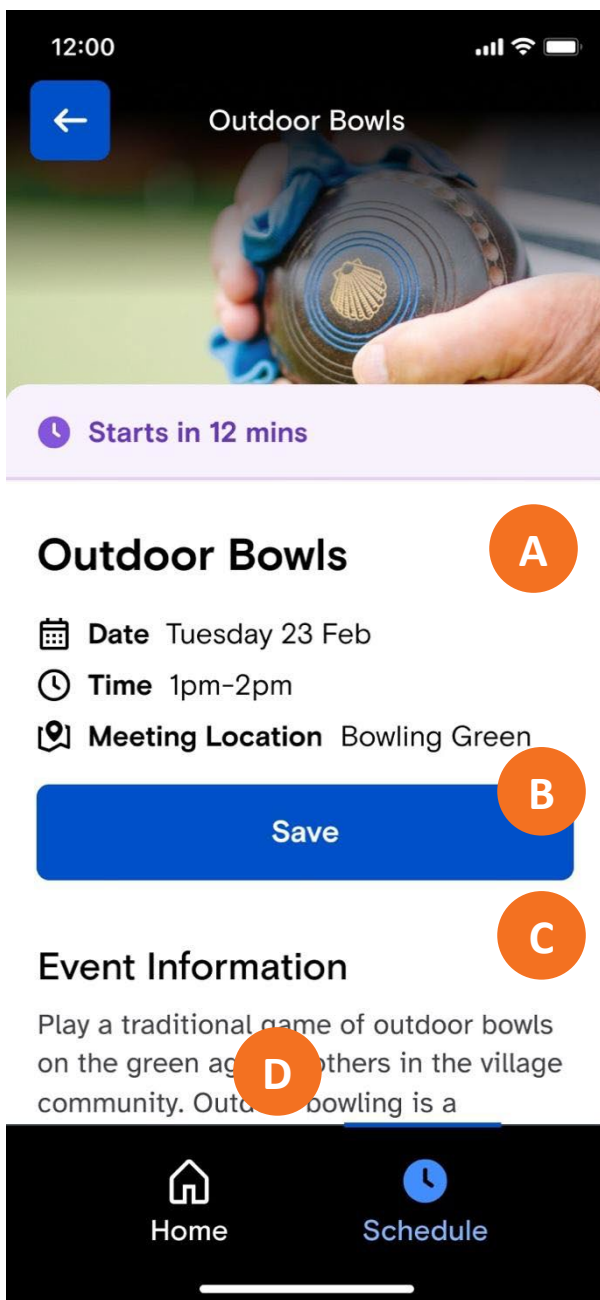 12:00
Outdoor Bowls
Starts in 12 mins
Outdoor Bowls
A
Date Tuesday 23 Feb
Time 1pm-2pm
Meeting Location Bowling Green
B
Save
C
Event Information
Play a traditional game of outdoor bowls
on the green others in the village
D
community. bowling is a
Home
Schedule